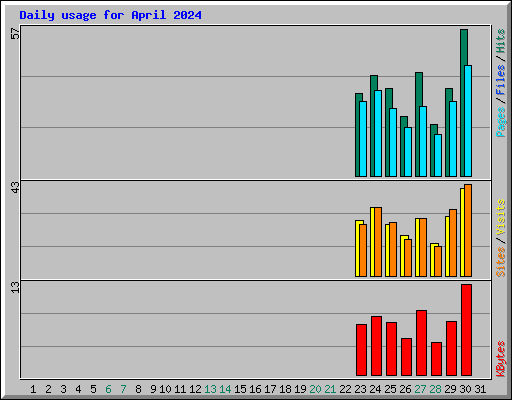 Daily usage for April 2024
57
Pages/Files/Hits
43
Sites/Visits
13
KBytes
1 2 3 4 5 6 7 8 9 10 11 12 13 14 15 16 17 18 19 20 21 22 23 24 25 26 27 28 29 30 31